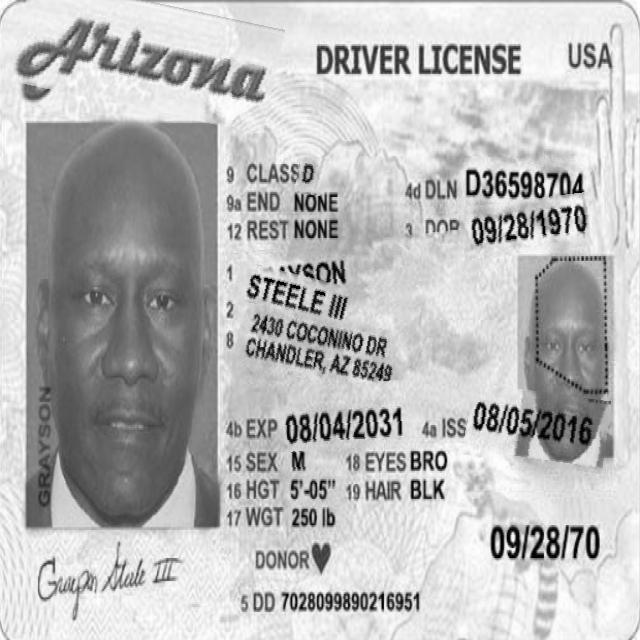 Arizona DRIVER LICENSE USA
9 CLASS D
4d DLN D36598704
9a END NONE
12 REST NONE
3 DOB 09/28/1970
1
2 STEELE III
8 2430 COCONINO DR
CHANDLER, AZ 85249
GRAYSON
4b EXP 08/04/2031 4a ISS 08/05/2016
15 SEX M 18 EYES BRO
16 HGT 5'-05" 19 HAIR BLK
17 WGT 250 lb
DONOR
09/28/70
Grayson Steele III
5 DD 7028099890216951